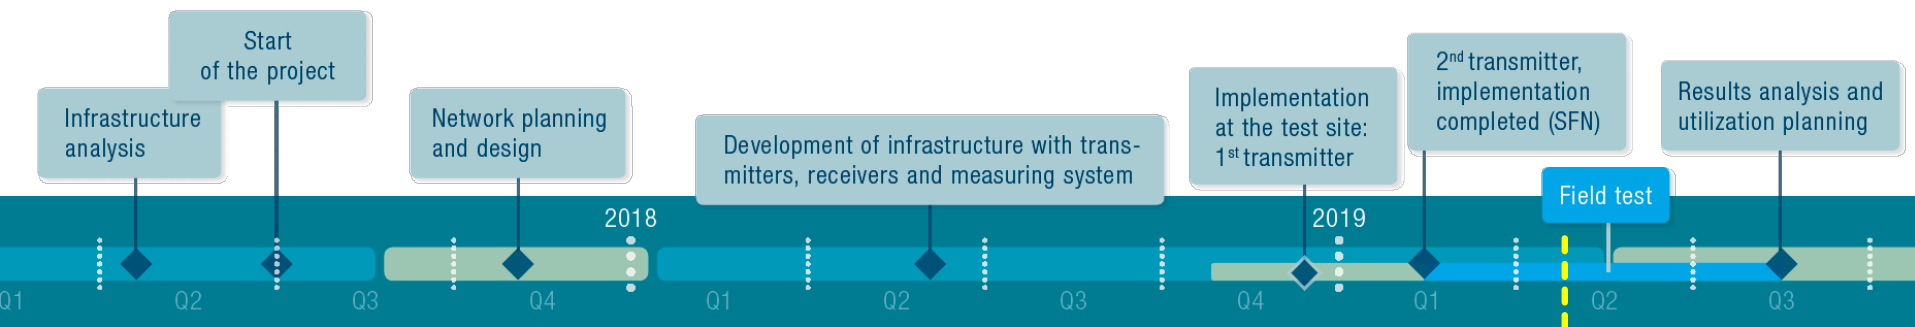 Start
of the project
Infrastructure
analysis
Network planning
and design
Development of infrastructure with trans-
mitters, receivers and measuring system
Implementation
at the test site:
1st transmitter
2nd transmitter,
implementation
completed (SFN)
Results analysis and
utilization planning
Field test
2018
2019
Q1
Q2
Q3
Q4
Q1
Q2
Q3
Q4
Q1
Q2
Q3